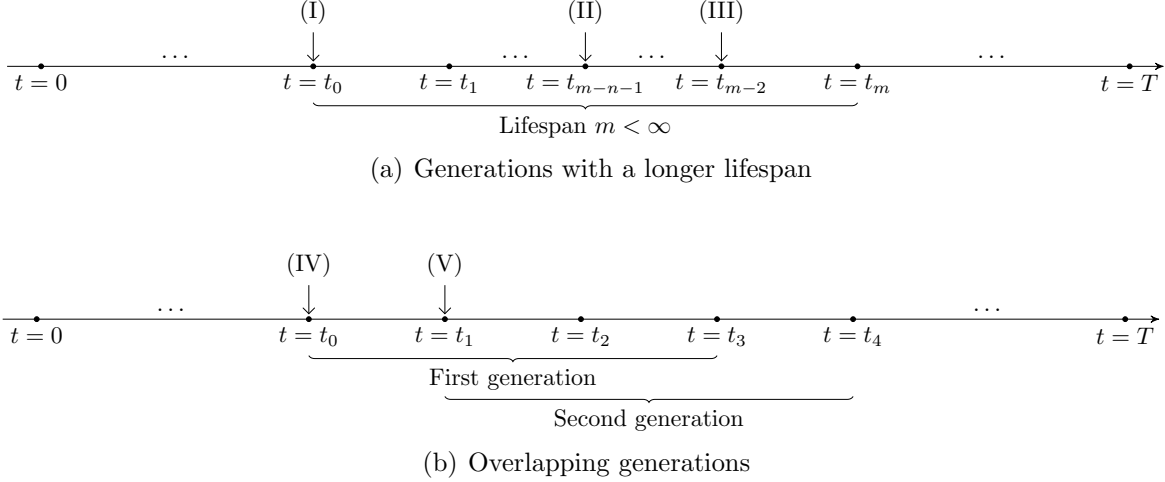 (I) (II) (III)
... ... ... ...
t = 0 t = t₀ t = t₁ t = tₘ₋ₙ₋₁ t = tₘ₋₂ t = tₘ t = T
Lifespan m < ∞
(a) Generations with a longer lifespan
(IV) (V)
... ...
t = 0 t = t₀ t = t₁ t = t₂ t = t₃ t = t₄ t = T
First generation
Second generation
(b) Overlapping generations